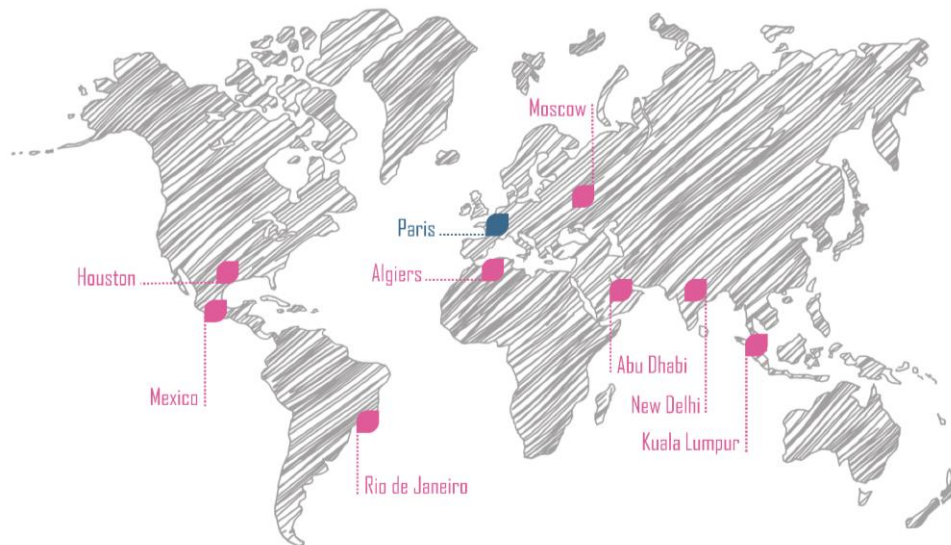 Moscow
Paris
Houston
Algiers
Abu Dhabi
Mexico
New Delhi
Kuala Lumpur
Rio de Janeiro